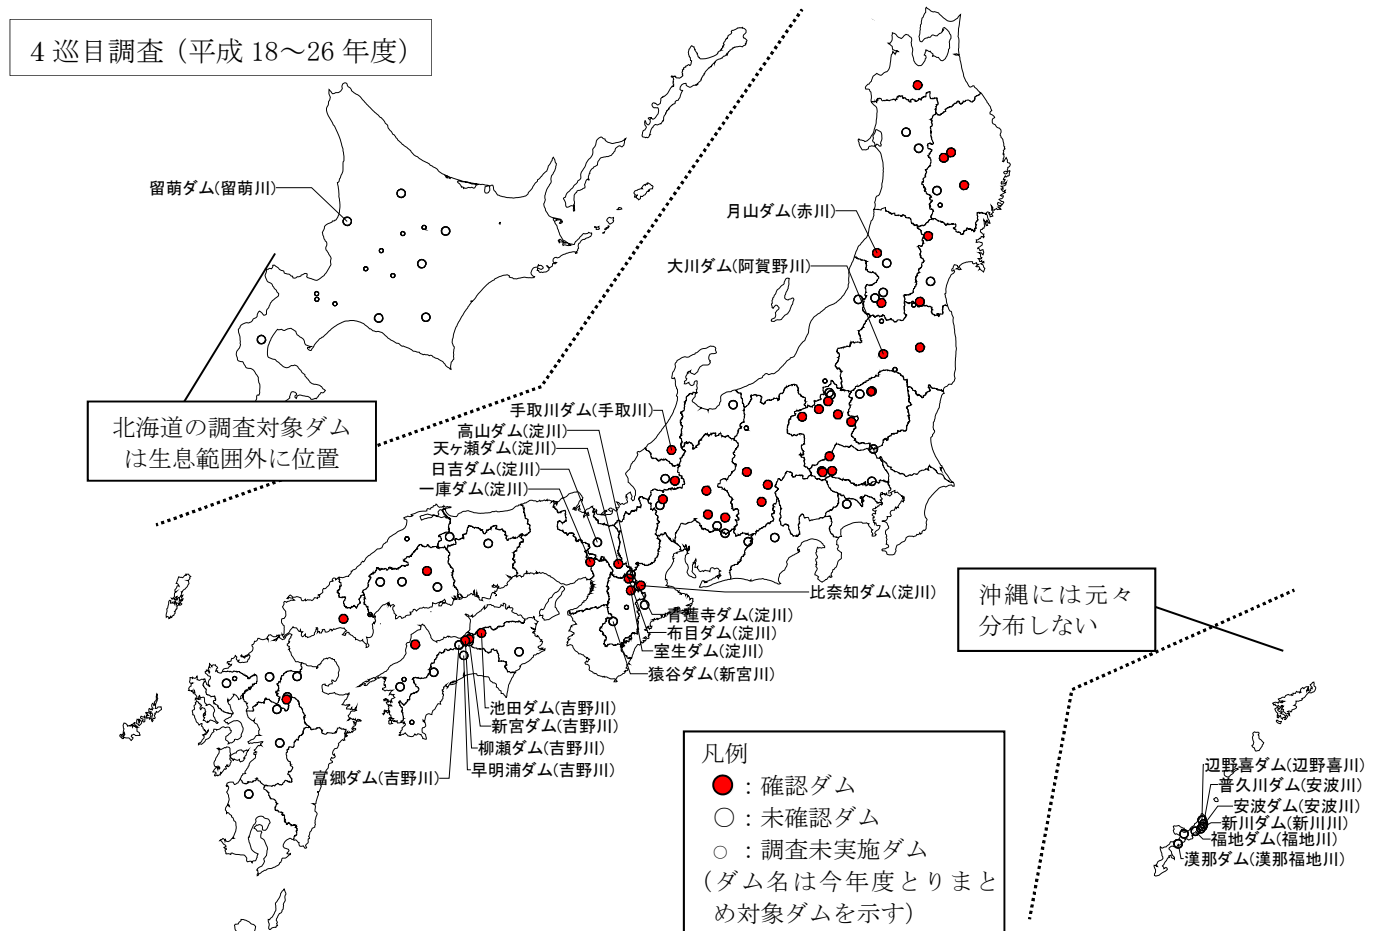 4巡目調査（平成 18～26 年度）
留萌ダム(留萌川)
月山ダム(赤川)
大川ダム(阿賀野川)
北海道の調査対象ダム
は生息範囲外に位置
手取川ダム(手取川)
高山ダム(淀川)
天ヶ瀬ダム(淀川)
日吉ダム(淀川)
一庫ダム(淀川)
比奈知ダム(淀川)
青蓮寺ダム(淀川)
布目ダム(淀川)
室生ダム(淀川)
猿谷ダム(新宮川)
沖縄には元々
分布しない
池田ダム(吉野川)
新宮ダム(吉野川)
柳瀬ダム(吉野川)
早明浦ダム(吉野川)
富郷ダム(吉野川)
凡例
：確認ダム
：未確認ダム
：調査未実施ダム
（ダム名は今年度とりまと
め対象ダムを示す）
辺野喜ダム(辺野喜川)
普久川ダム(安波川)
安波ダム(安波川)
新川ダム(新川川)
福地ダム(福地川)
漢那ダム(漢那福地川)